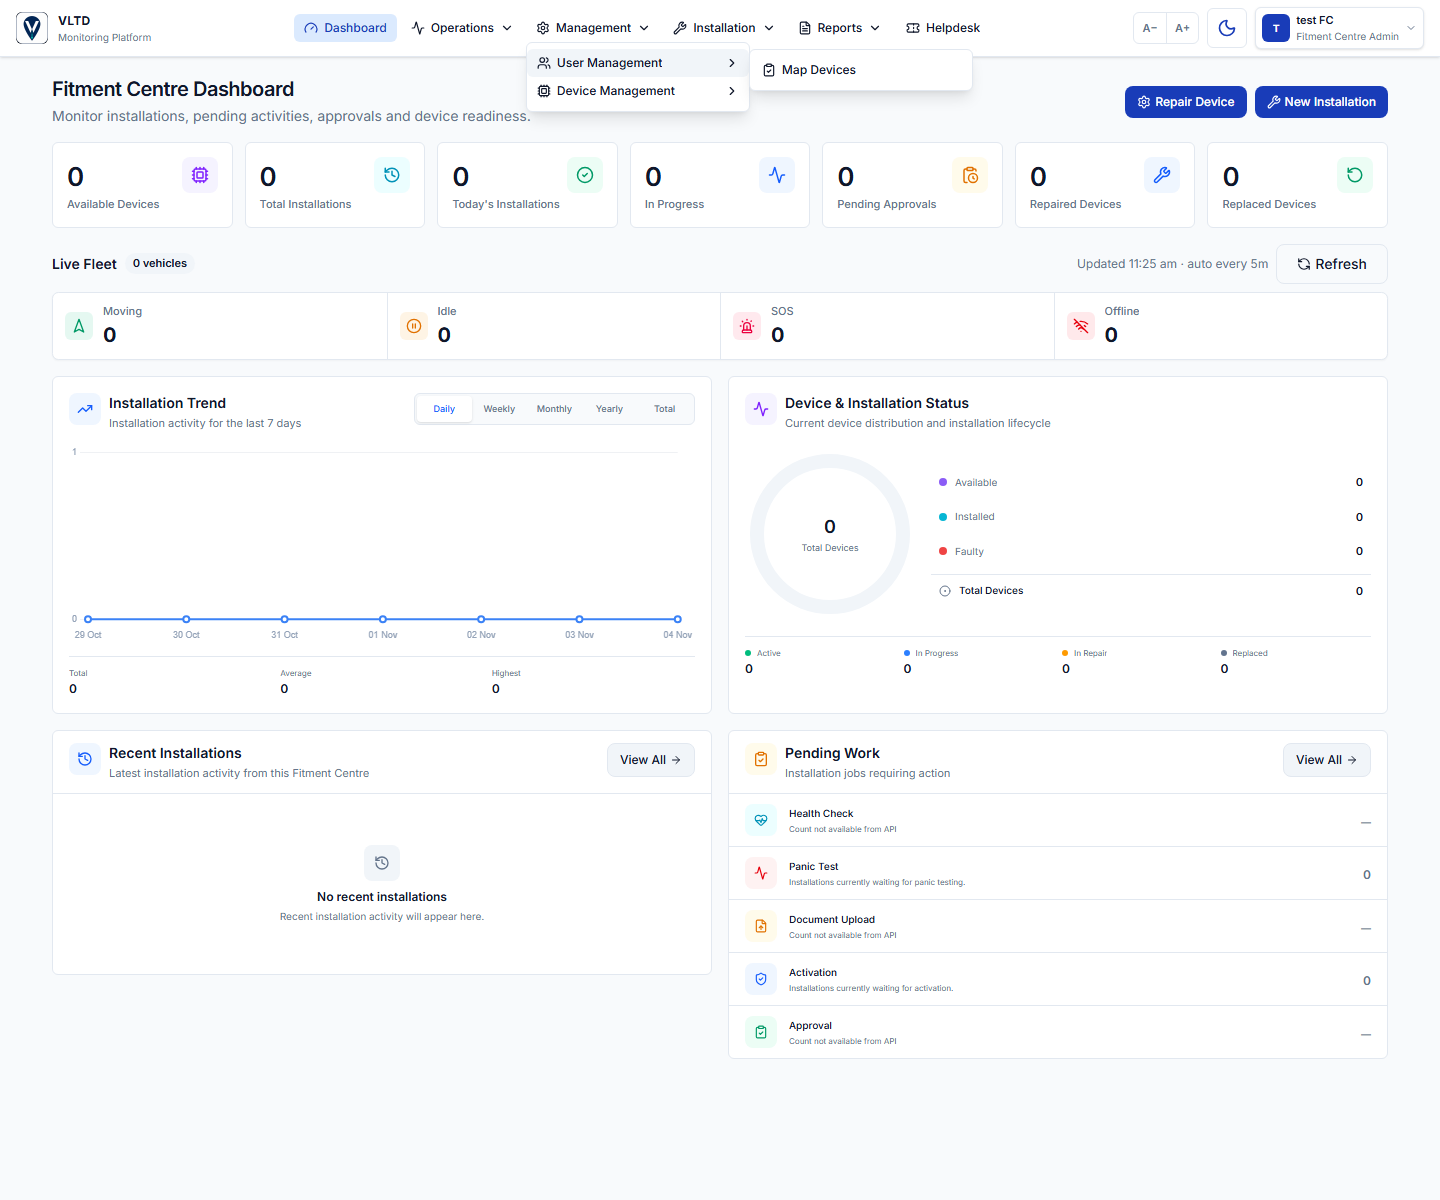 VLTD
Monitoring Platform
Dashboard
Operations
Management
Installation
Reports
Helpdesk
A−
A+
T
test FC
Fitment Centre Admin
User Management
Device Management
Map Devices
Fitment Centre Dashboard
Monitor installations, pending activities, approvals and device readiness.
Repair Device
New Installation
0
Available Devices
0
Total Installations
0
Today's Installations
0
In Progress
0
Pending Approvals
0
Repaired Devices
0
Replaced Devices
Live Fleet
0 vehicles
Updated 11:25 am · auto every 5m
Refresh
Moving
0
Idle
0
SOS
0
Offline
0
Installation Trend
Installation activity for the last 7 days
Daily
Weekly
Monthly
Yearly
Total
1
0
29 Oct
30 Oct
31 Oct
01 Nov
02 Nov
03 Nov
04 Nov
Total
0
Average
0
Highest
0
Device & Installation Status
Current device distribution and installation lifecycle
0
Total Devices
Available
0
Installed
0
Faulty
0
Total Devices
0
Active
0
In Progress
0
In Repair
0
Replaced
0
Recent Installations
Latest installation activity from this Fitment Centre
View All →
No recent installations
Recent installation activity will appear here.
Pending Work
Installation jobs requiring action
View All →
Health Check
Count not available from API
—
Panic Test
Installations currently waiting for panic testing.
0
Document Upload
Count not available from API
—
Activation
Installations currently waiting for activation.
0
Approval
Count not available from API
—